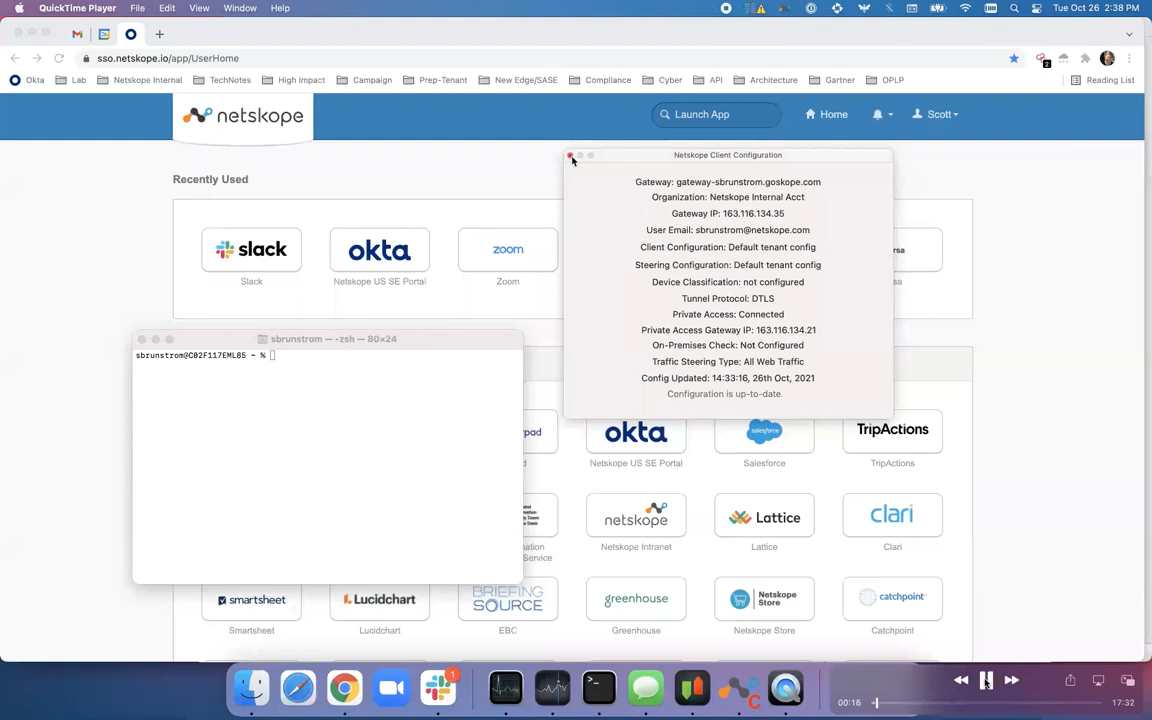 QuickTime Player File Edit View Window Help
Tue Oct 26 2:38 PM
sso.netskope.io/app/UserHome
2
Okta Lab Netskope Internal TechNotes High Impact Campaign Prep-Tenant New Edge/SASE Compliance Cyber API Architecture Gartner OPLP Reading List
netskope
Launch App
Home
Scott
Recently Used
slack
okta
zoom
Slack
Netskope US SE Portal
Zoom
Netskope Client Configuration
Gateway: gateway-sbrunstrom.goskope.com
Organization: Netskope Internal Acct
Gateway IP: 163.116.134.35
User Email: sbrunstrom@netskope.com
Client Configuration: Default tenant config
Steering Configuration: Default tenant config
Device Classification: not configured
Tunnel Protocol: DTLS
Private Access: Connected
Private Access Gateway IP: 163.116.134.21
On-Premises Check: Not Configured
Traffic Steering Type: All Web Traffic
Config Updated: 14:33:16, 26th Oct, 2021
Configuration is up-to-date.
sbrunstrom — -zsh — 80×24
sbrunstrom@C02F117EML85 ~ %
okta
salesforce
TripActions
Netskope US SE Portal
Salesforce
TripActions
netskope
Lattice
clari
Netskope Intranet
Lattice
Clari
Service
smartsheet
Lucidchart
BRIEFING
SOURCE
greenhouse
Netskope
Store
catchpoint
Smartsheet
Lucidchart
EBC
Greenhouse
Netskope Store
Catchpoint
1
00:16
17:32